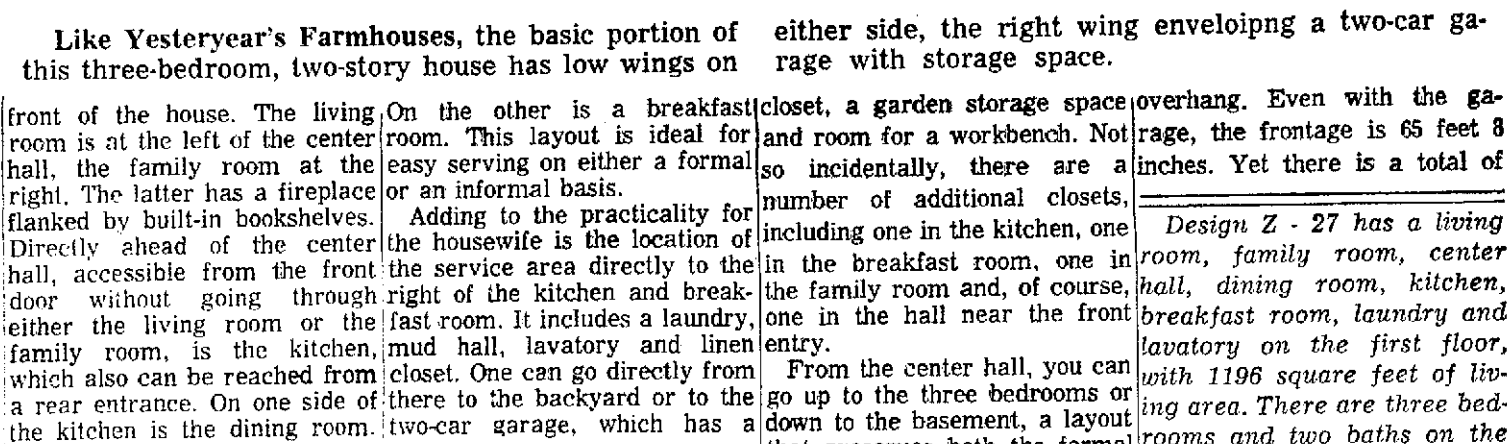 Like Yesteryear's Farmhouses, the basic portion of
this three-bedroom, two-story house has low wings on
either side, the right wing enveloipng a two-car ga-
rage with storage space.
front of the house. The living
room is at the left of the center
hall, the family room at the
right. The latter has a fireplace
flanked by built-in bookshelves.
Directly ahead of the center
hall, accessible from the front
door without going through
either the living room or the
family room, is the kitchen,
which also can be reached from
a rear entrance. On one side of
the kitchen is the dining room.
On the other is a breakfast
room. This layout is ideal for
easy serving on either a formal
or an informal basis.
Adding to the practicality for
the housewife is the location of
the service area directly to the
right of the kitchen and break-
fast room. It includes a laundry,
mud hall, lavatory and linen
closet. One can go directly from
there to the backyard or to the
two-car garage, which has a
closet, a garden storage space
and room for a workbench. Not
so incidentally, there are a
number of additional closets,
including one in the kitchen, one
in the breakfast room, one in
the family room and, of course,
one in the hall near the front
entry.
From the center hall, you can
go up to the three bedrooms or
down to the basement, a layout
that preserves both the formal
overhang. Even with the ga-
rage, the frontage is 65 feet 8
inches. Yet there is a total of
Design Z - 27 has a living
room, family room, center
hall, dining room, kitchen,
breakfast room, laundry and
lavatory on the first floor,
with 1196 square feet of liv-
ing area. There are three bed-
rooms and two baths on the